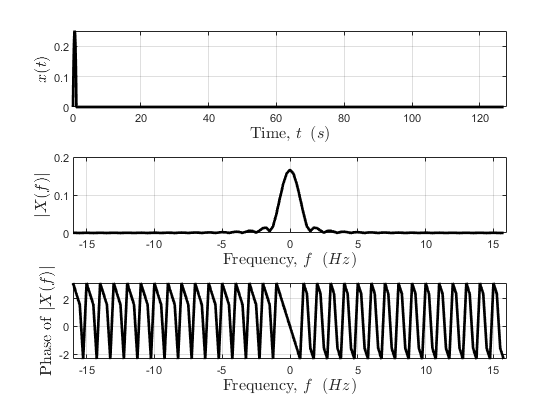 0.2
0.1
0
x(t)
0 20 40 60 80 100 120
Time, t (s)
0.2
0.1
0
|X(f)|
-15 -10 -5 0 5 10 15
Frequency, f (Hz)
2
0
-2
Phase of |X(f)|
-15 -10 -5 0 5 10 15
Frequency, f (Hz)